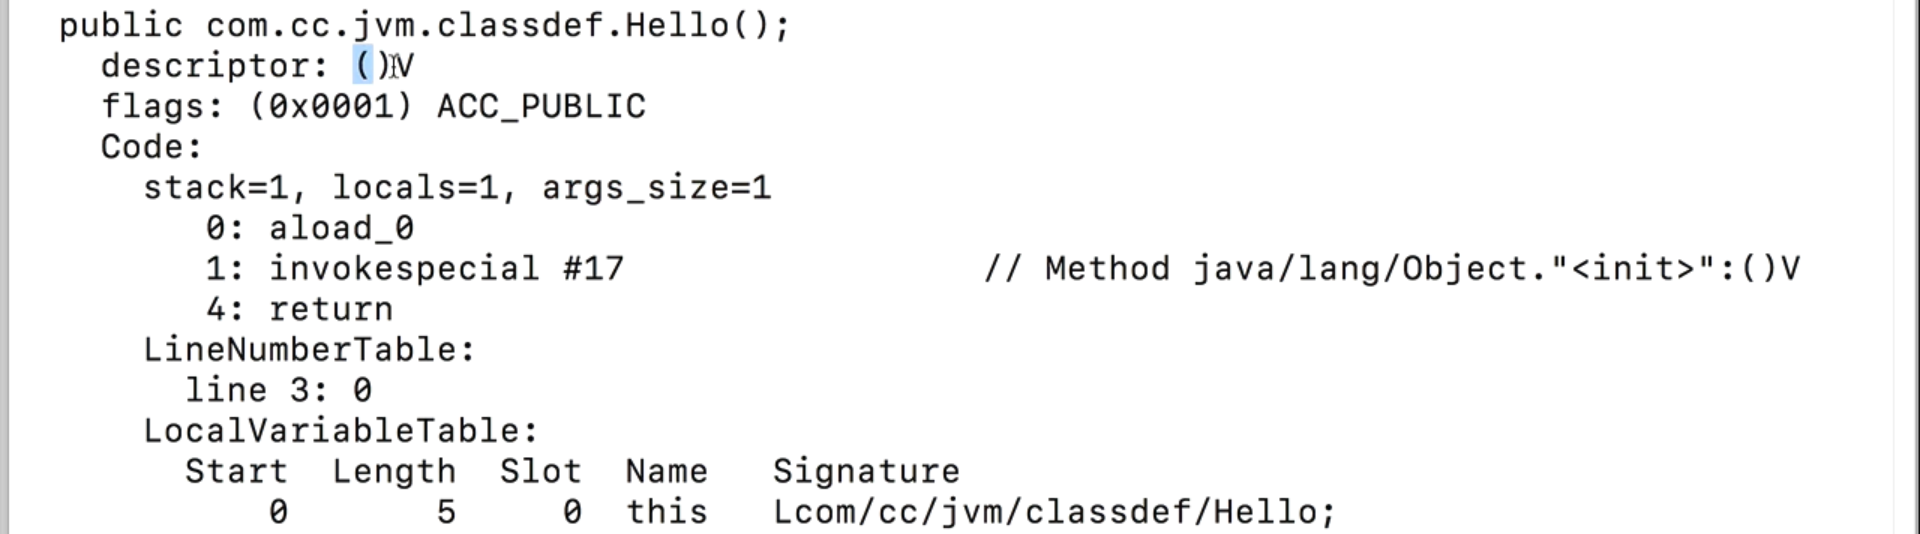 public com.cc.jvm.classdef.Hello();
descriptor: ()V
flags: (0x0001) ACC_PUBLIC
Code:
stack=1, locals=1, args_size=1
0: aload_0
1: invokespecial #17 // Method java/lang/Object."<init>":()V
4: return
LineNumberTable:
line 3: 0
LocalVariableTable:
Start Length Slot Name Signature
0 5 0 this Lcom/cc/jvm/classdef/Hello;